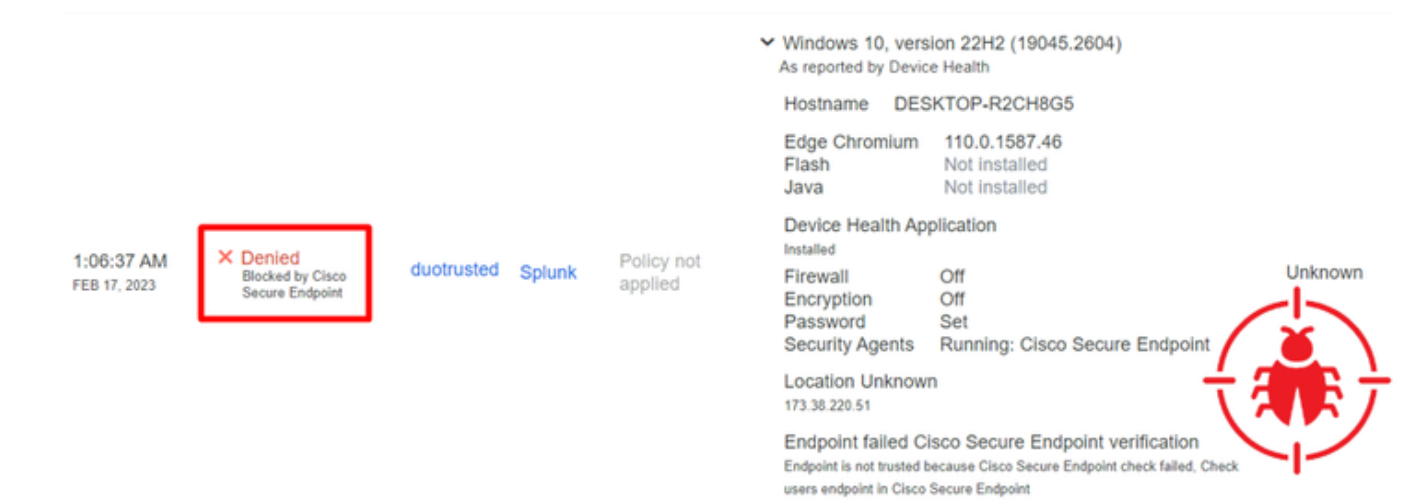 Windows 10, version 22H2 (19045.2604)
As reported by Device Health
Hostname DESKTOP-R2CH8G5
Edge Chromium 110.0.1587.46
Flash Not installed
Java Not installed
Device Health Application
Installed
1:06:37 AM
FEB 17, 2023
Denied
Blocked by Cisco
Secure Endpoint
duotrusted
Splunk
Policy not
applied
Firewall Off
Encryption Off
Password Set
Security Agents Running: Cisco Secure Endpoint
Unknown
Location Unknown
173.38.220.51
Endpoint failed Cisco Secure Endpoint verification
Endpoint is not trusted because Cisco Secure Endpoint check failed, Check
users endpoint in Cisco Secure Endpoint